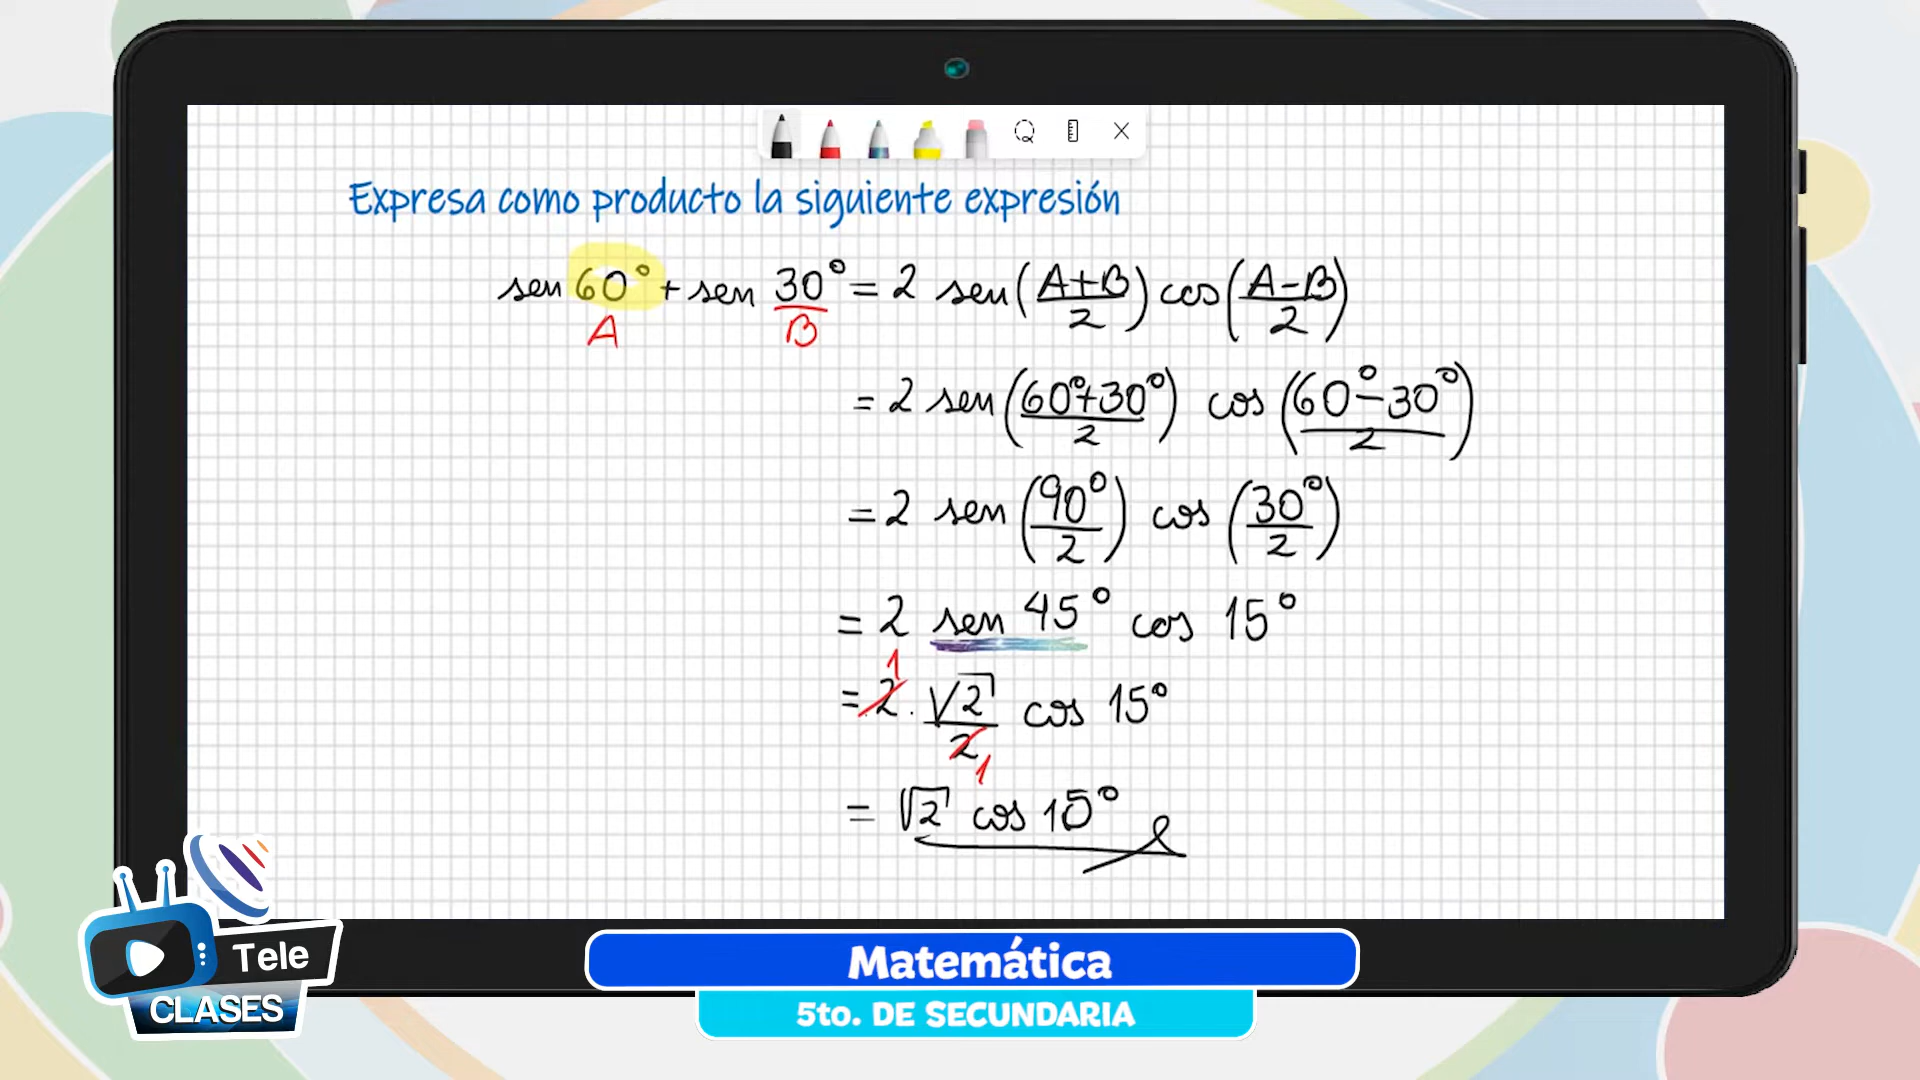 Expresa como producto la siguiente expresión
sen 60° + sen 30° = 2 sen(A+B/2) cos(A-B/2)
A B
= 2 sen(60°+30°/2) cos(60°-30°/2)
= 2 sen(90°/2) cos(30°/2)
= 2 sen 45° cos 15°
1
= 2 . √2/2 cos 15°
1
= √2 cos 15°
Tele
CLASES
Matemática
5to. DE SECUNDARIA